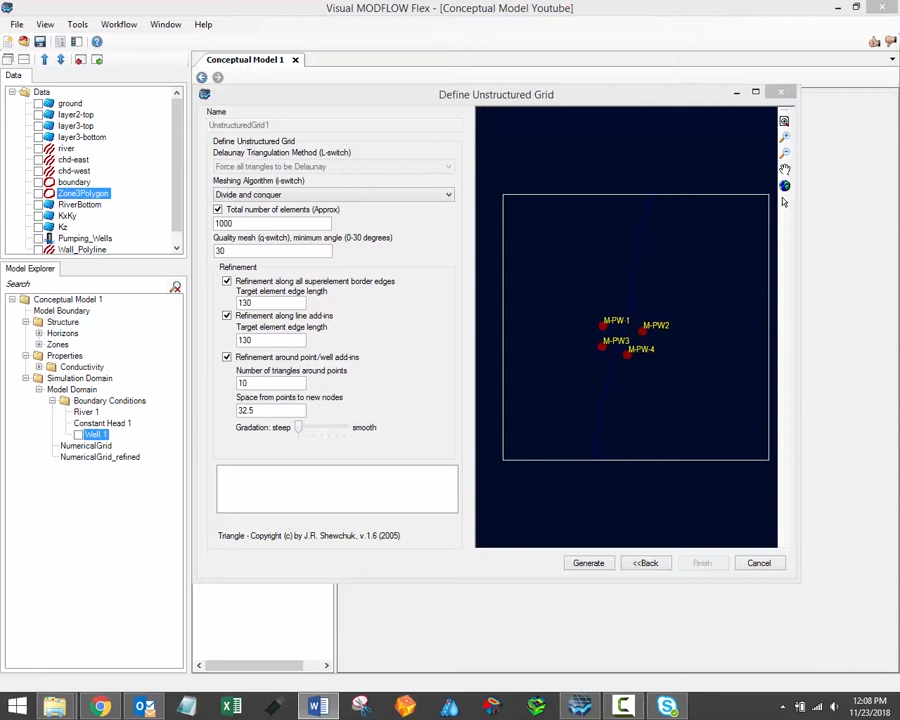 Visual MODFLOW Flex - [Conceptual Model Youtube]
File View Tools Workflow Window Help
Data
Conceptual Model 1
Data
ground
layer2-top
layer3-top
layer3-bottom
river
chd-east
chd-west
boundary
Zone3Polygon
RiverBottom
KxKy
Kz
Pumping_Wells
Wall_Polyline
Model Explorer
Search
Conceptual Model 1
Model Boundary
Structure
Horizons
Zones
Properties
Conductivity
Simulation Domain
Model Domain
Boundary Conditions
River 1
Constant Head 1
Well 1
NumericalGrid
NumericalGrid_refined
Define Unstructured Grid
Name
UnstructuredGrid1
Define Unstructured Grid
Delaunay Triangulation Method (L-switch)
Force all triangles to be Delaunay
Meshing Algorithm (i-switch)
Divide and conquer
Total number of elements (Approx)
1000
Quality mesh (q-switch), minimum angle (0-30 degrees)
30
Refinement
Refinement along all superelement border edges
Target element edge length
130
Refinement along line add-ins
Target element edge length
130
Refinement around point/well add-ins
Number of triangles around points
10
Space from points to new nodes
32.5
Gradation: steep smooth
Triangle - Copyright (c) by J.R. Shewchuk, v.1.6 (2005)
M-PW-1
M-PW2
M-PW3
M-PW-4
Generate <<Back Finish Cancel
12:08 PM
11/23/2018